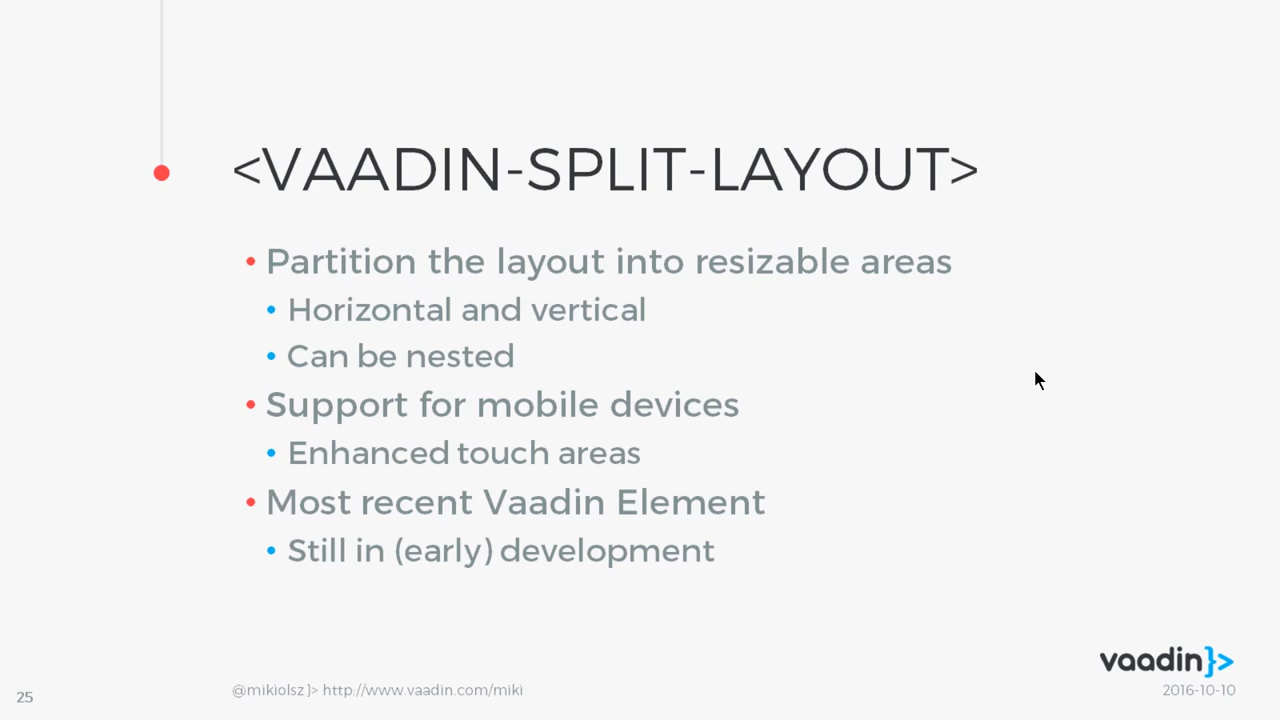 <VAADIN-SPLIT-LAYOUT>
• Partition the layout into resizable areas
• Horizontal and vertical
• Can be nested
• Support for mobile devices
• Enhanced touch areas
• Most recent Vaadin Element
• Still in (early) development
vaadin}>
25
@mikiolsz }> http://www.vaadin.com/miki
2016-10-10